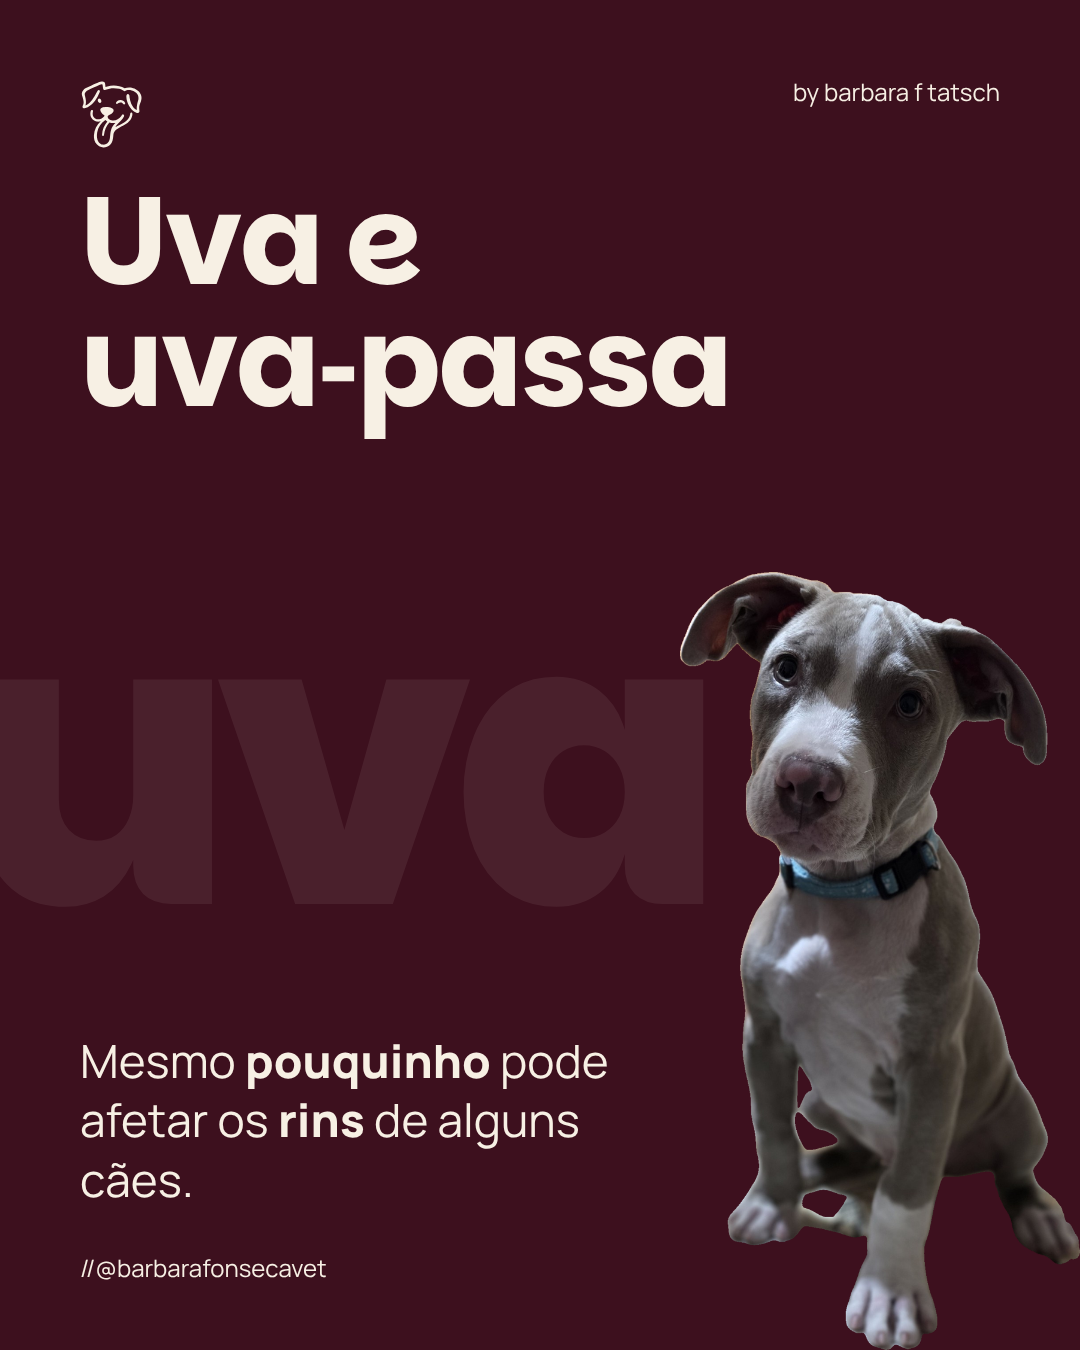 by barbara f tatsch
Uva e
uva-passa
uva
Mesmo pouquinho pode
afetar os rins de alguns
cães.
//@barbarafonsecavet